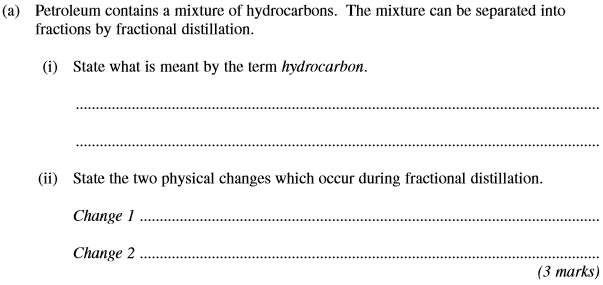 (a) Petroleum contains a mixture of hydrocarbons. The mixture can be separated into
fractions by fractional distillation.
(i) State what is meant by the term hydrocarbon.
(ii) State the two physical changes which occur during fractional distillation.
Change 1
Change 2
(3 marks)